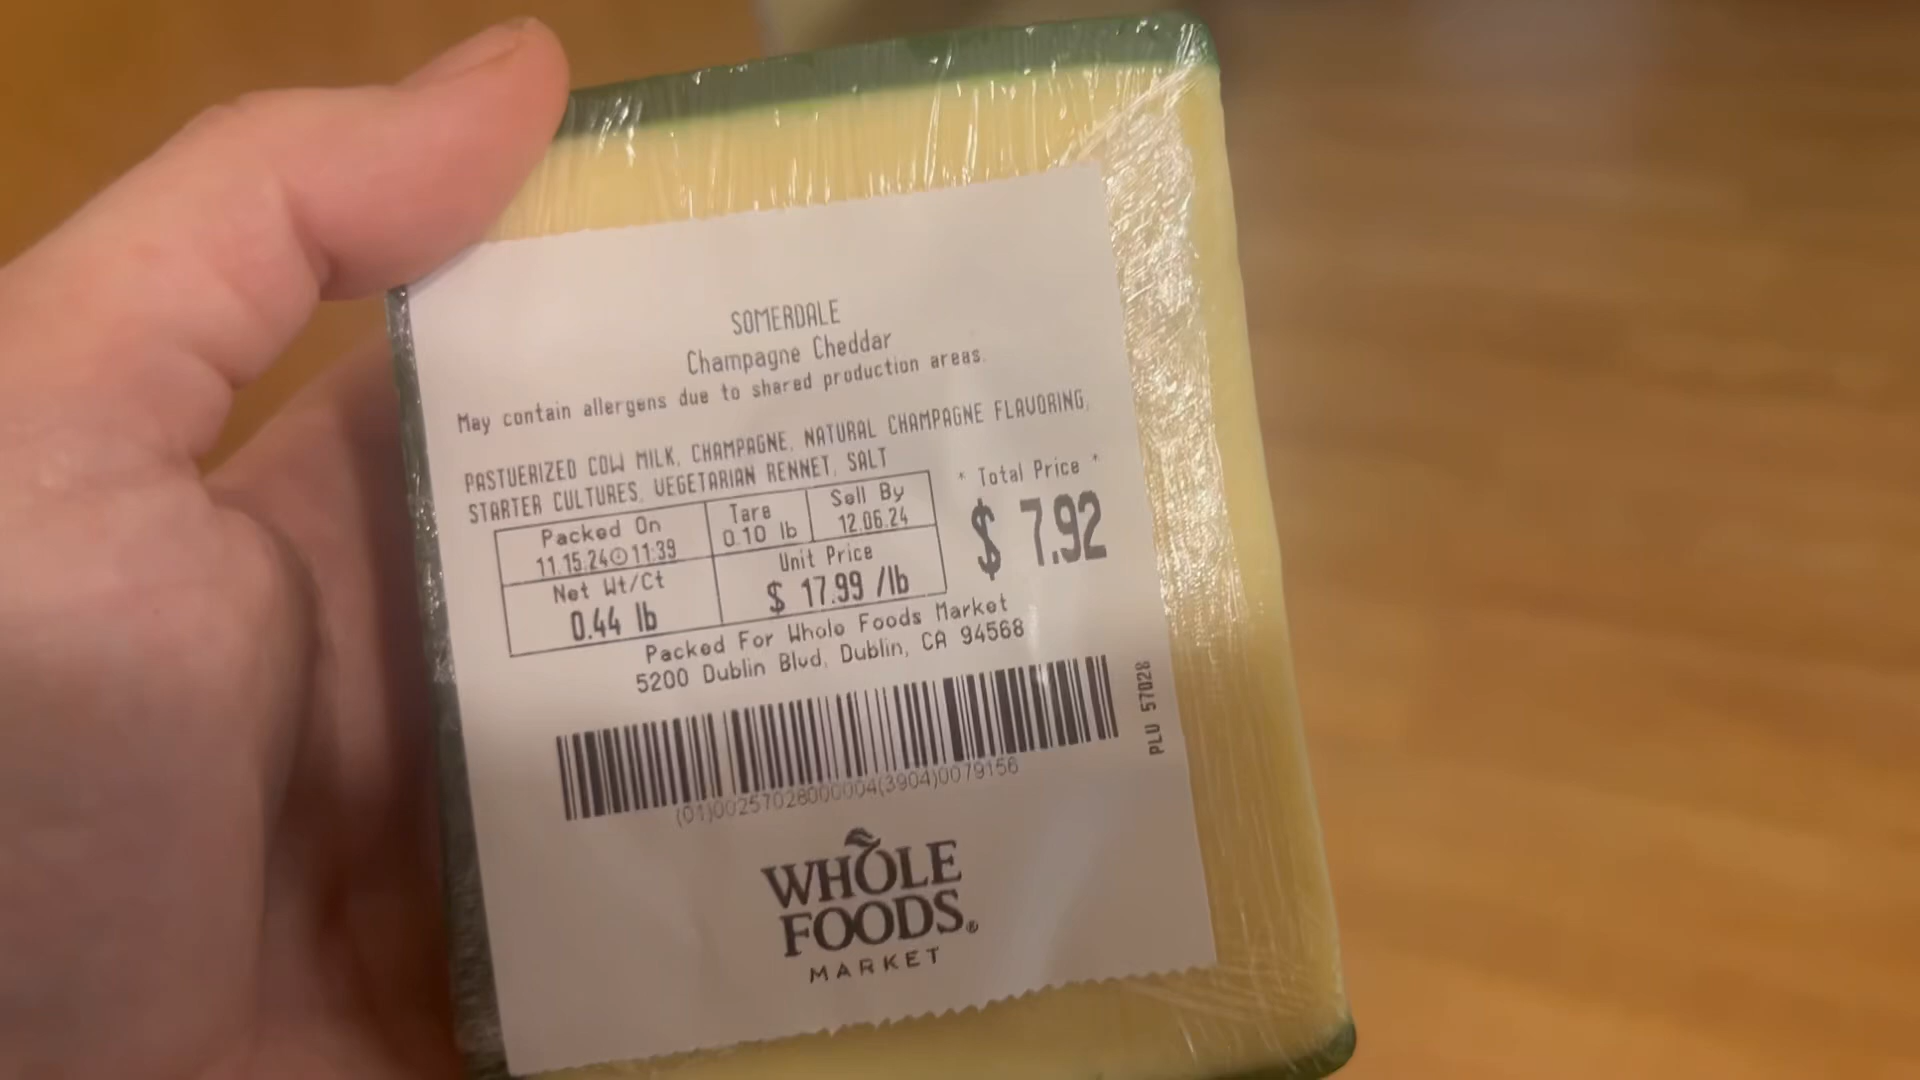 SOMERDALE
Champagne Cheddar
May contain allergens due to shared production areas.
PASTUERIZED COW MILK, CHAMPAGNE, NATURAL CHAMPAGNE FLAVORING,
STARTER CULTURES, VEGETARIAN RENNET, SALT
Packed On
11.15.24 11:39
Tare
0.10 lb
Sell By
12.06.24
* Total Price *
$ 7.92
Net Wt/Ct
0.44 lb
Unit Price
$ 17.99 /lb
Packed For Whole Foods Market
5200 Dublin Blvd, Dublin, CA 94568
(01)00257028000004(3904)0079156
PLU 57028
WHOLE
FOODS®
MARKET